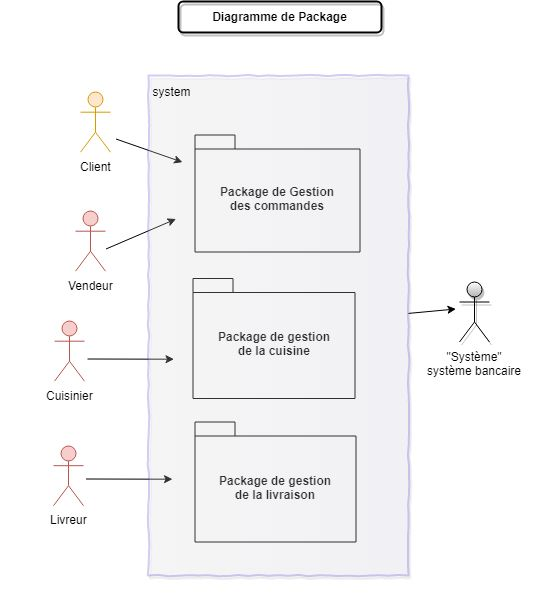 Diagramme de Package
system
Client
Package de Gestion
des commandes
Vendeur
Package de gestion
de la cuisine
"Système"
système bancaire
Cuisinier
Package de gestion
de la livraison
Livreur